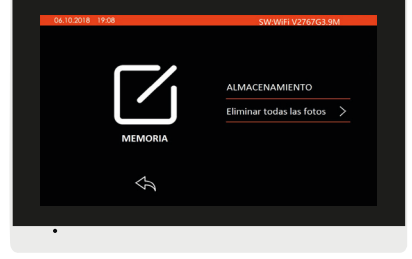 06.10.2018 19:08
SW:WiFi V2767G3.9M
ALMACENAMIENTO
Eliminar todas las fotos
MEMORIA